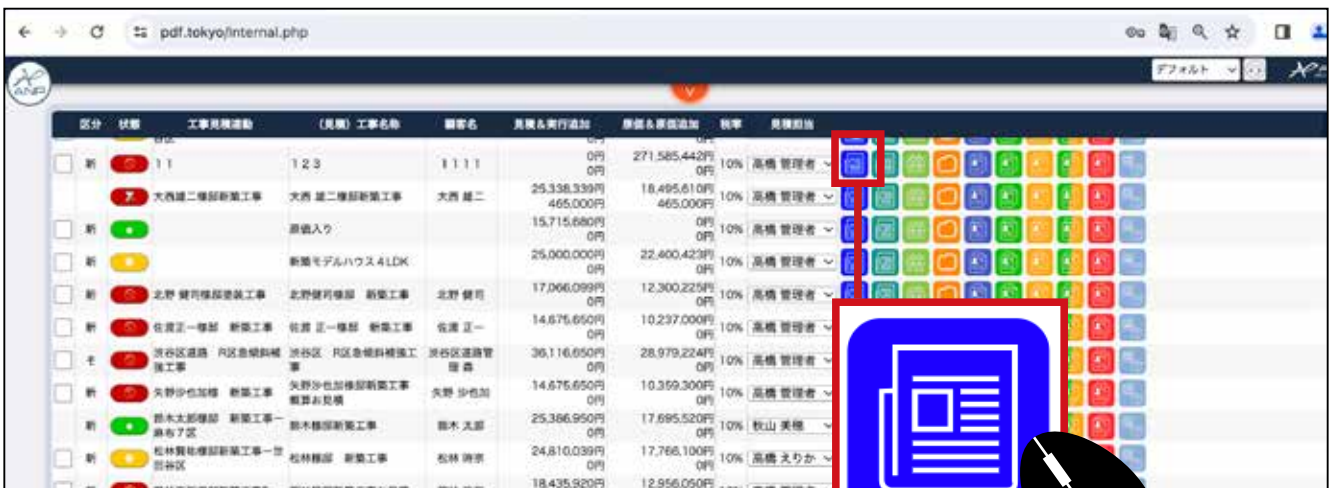 pdf.tokyo/internal.php
デフォルト
ANP
区分 状態 工事見積連動 (見積) 工事名称 顧客名 見積&実行追加 原価&原価追加 税率 見積担当
0円
新 11 123 1111 0円 271,585,442円 10% 高橋 管理者
0円 0円
大西雄二様邸新築工事 大西 雄二様邸新築工事 大西 雄二 25,338,339円 18,495,610円 10% 高橋 管理者
465,000円 465,000円
新 原価入り 15,715,680円 0円 10% 高橋 管理者
0円 0円
新 新築モデルハウス4LDK 25,000,000円 22,400,423円 10% 高橋 管理者
0円 0円
新 北野 健司様邸塗装工事 北野健司様邸 新築工事 北野 健司 17,066,099円 12,300,225円 10% 高橋 管理者
0円 0円
新 佐渡正一様邸 新築工事 佐渡 正一様邸 新築工事 佐渡 正一 14,675,650円 10,237,000円 10% 高橋 管理者
0円 0円
そ 渋谷区道路 R区急傾斜補強工事 渋谷区 R区急傾斜補強工事 渋谷区道路管理 森 36,116,650円 28,979,224円 10% 高橋 管理者
0円 0円
新 矢野沙也加様 新築工事 矢野沙也加様邸新築工事 概算お見積 矢野 沙也加 14,675,650円 10,359,300円 10% 高橋 管理者
0円 0円
新 鈴木太郎様邸 新築工事ー麻布7区 鈴木様邸新築工事 鈴木 太郎 25,386,950円 17,695,520円 10% 秋山 美穂
0円 0円
新 松林様邸 新築工事 24,810,039円 17,766,100円 10% 高橋 えりか
0円 0円
18,435,920円 12,956,050円